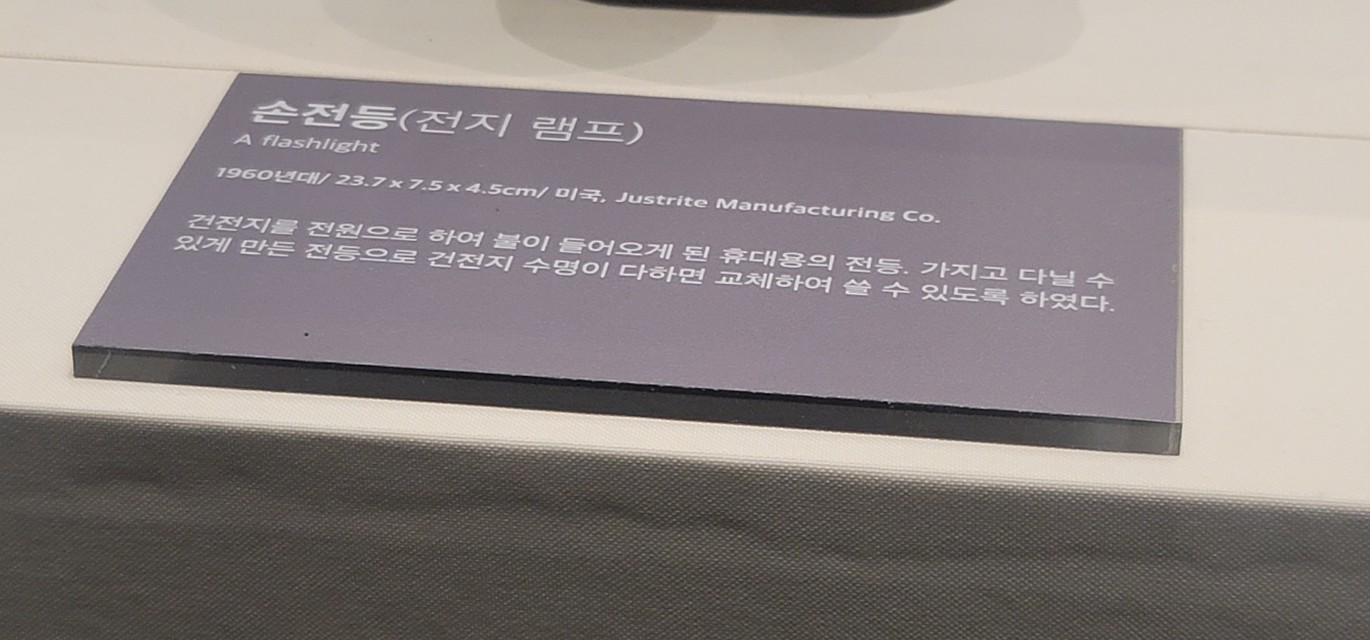 손전등(전지 램프)
A flashlight
1960년대/ 23.7 x 7.5 x 4.5cm/ 미국, Justrite Manufacturing Co.
건전지를 전원으로 하여 불이 들어오게 된 휴대용의 전등. 가지고 다닐 수
있게 만든 전등으로 건전지 수명이 다하면 교체하여 쓸 수 있도록 하였다.